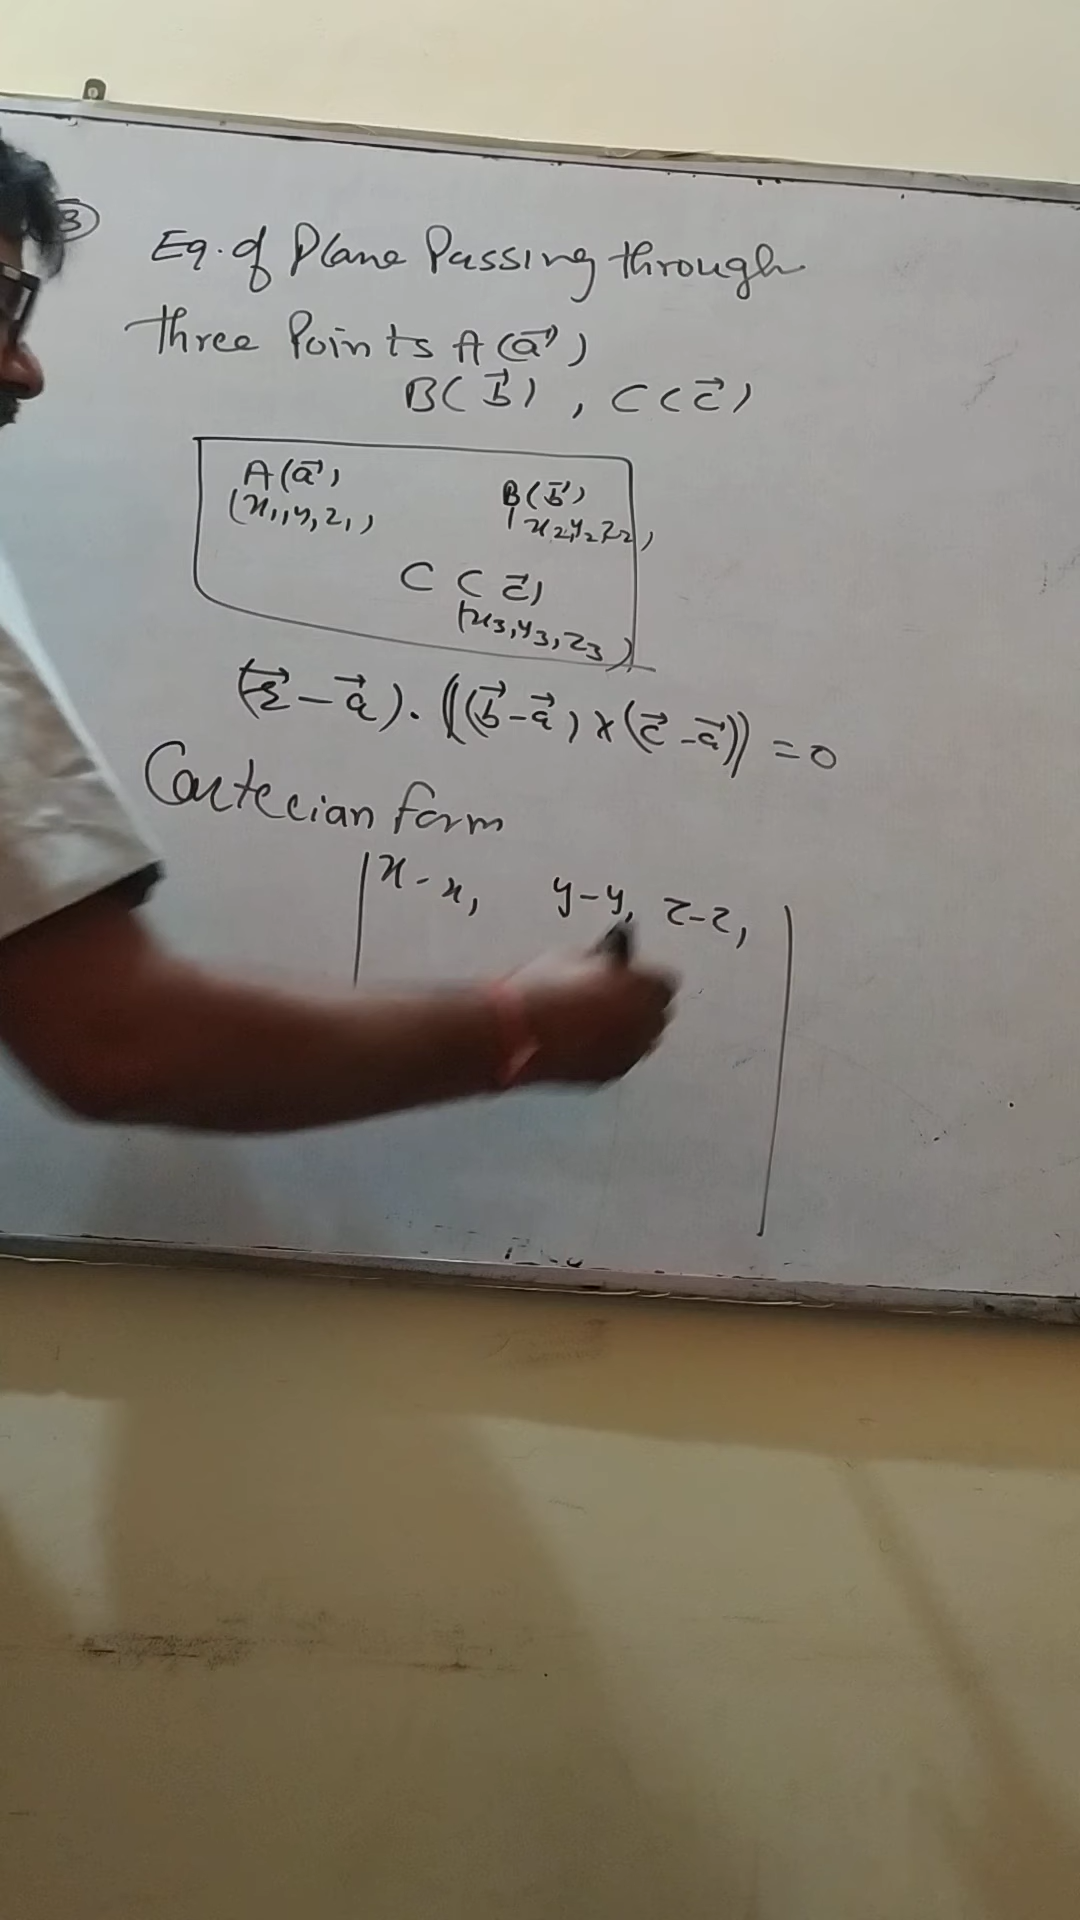 3
Eq. of Plane Passing through
three Points A(a⃗)
B(b⃗), C(c⃗)
A(a⃗)
(x₁, y₁, z₁)
B(b⃗)
(x₂, y₂, z₂)
C(c⃗)
(x₃, y₃, z₃)
(r⃗ - a⃗) . ((b⃗ - a⃗) × (c⃗ - a⃗)) = 0
Cartecian form
| x - x₁ y - y₁ z - z₁ |